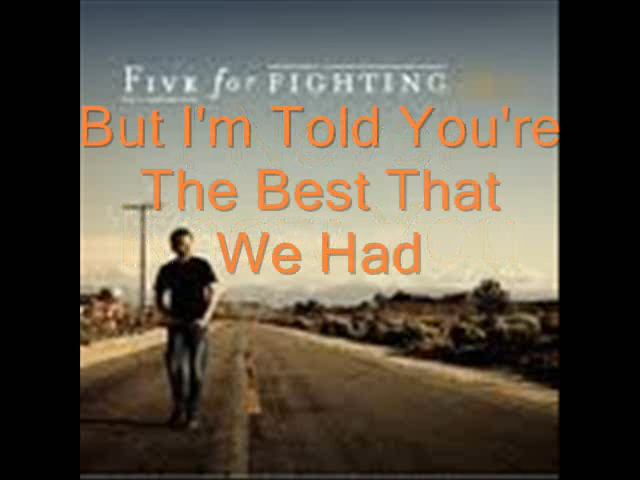 FIVE for FIGHTING
But I'm Told You're
The Best That
We Had